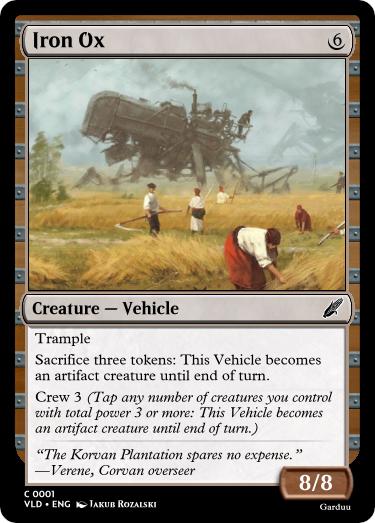 Iron Ox 6
Creature — Vehicle
Trample
Sacrifice three tokens: This Vehicle becomes
an artifact creature until end of turn.
Crew 3 (Tap any number of creatures you control
with total power 3 or more: This Vehicle becomes
an artifact creature until end of turn.)
"The Korvan Plantation spares no expense."
—Verene, Corvan overseer
8/8
C 0001
VLD • ENG Jakub Rozalski
Garduu